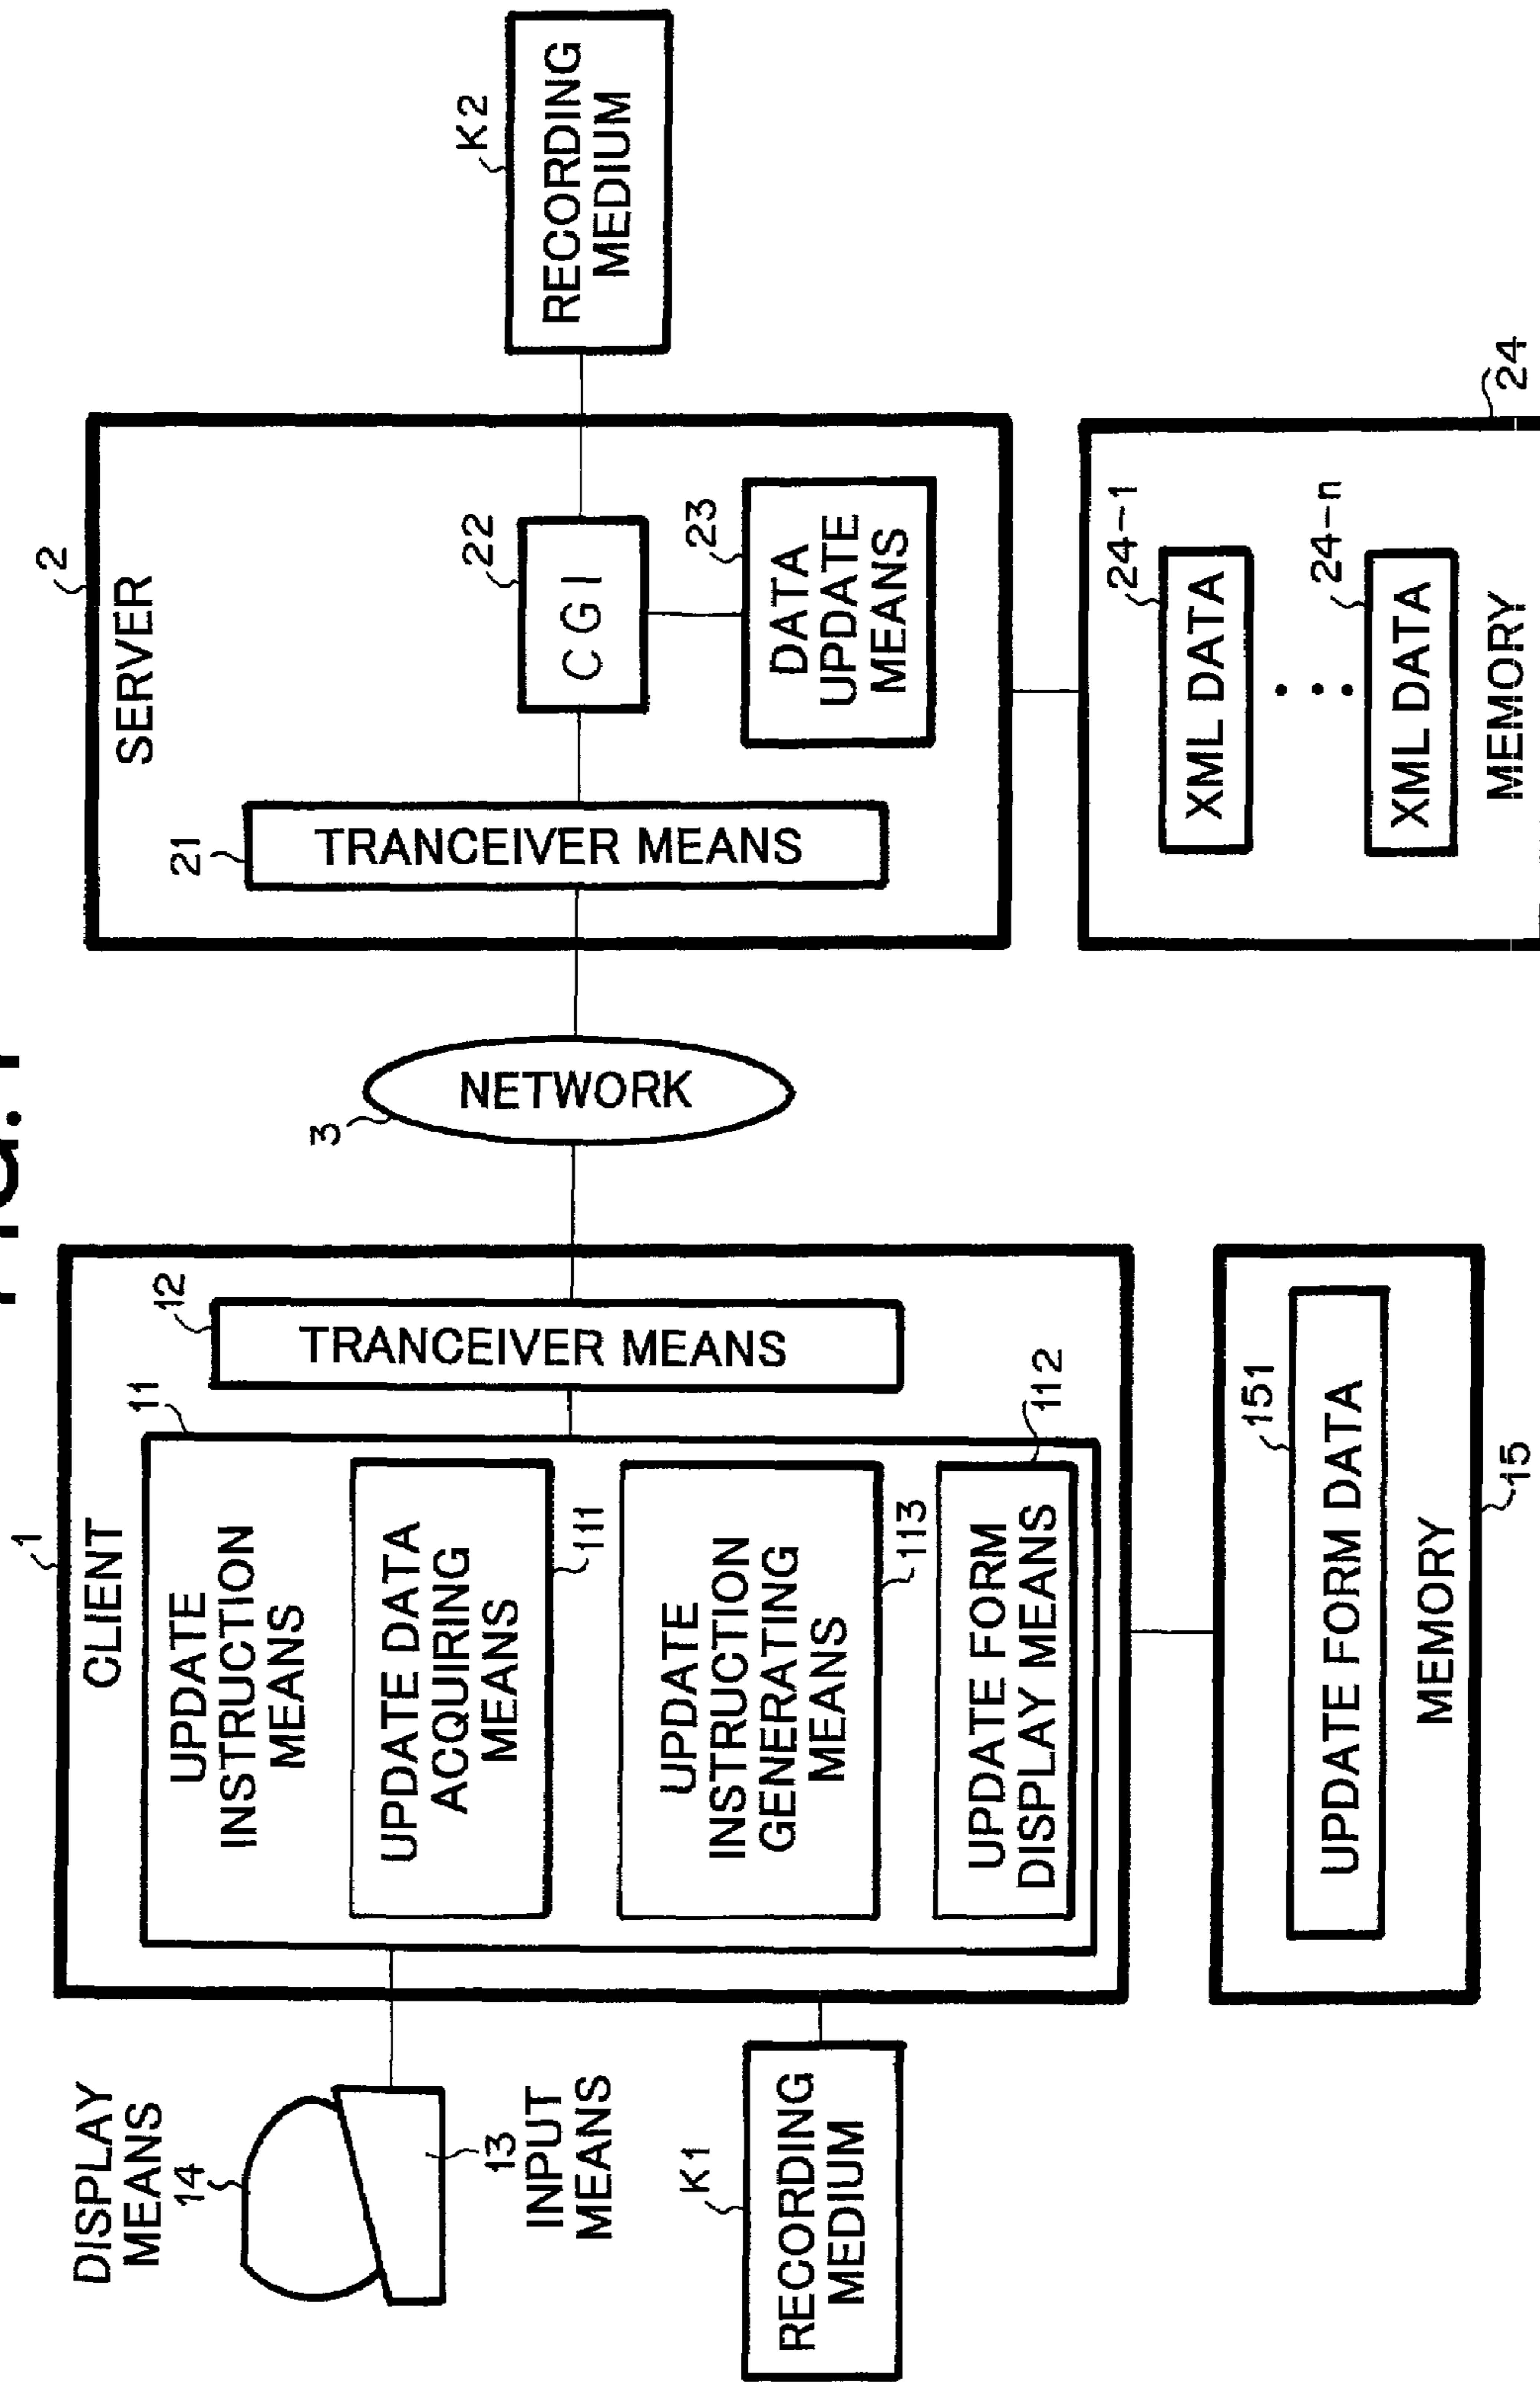 FIG. 1
DISPLAY
MEANS
14
13
INPUT
MEANS
K1
RECORDING
MEDIUM
1
CLIENT
11
UPDATE
INSTRUCTION
MEANS
UPDATE DATA
ACQUIRING
MEANS
111
UPDATE
INSTRUCTION
GENERATING
MEANS
113
UPDATE FORM
DISPLAY MEANS
112
12
TRANCEIVER MEANS
151
UPDATE FORM DATA
MEMORY
15
3
NETWORK
2
SERVER
21
TRANCEIVER MEANS
22
CGI
23
DATA
UPDATE
MEANS
24-1
XML DATA
24-n
XML DATA
MEMORY
24
K2
RECORDING
MEDIUM